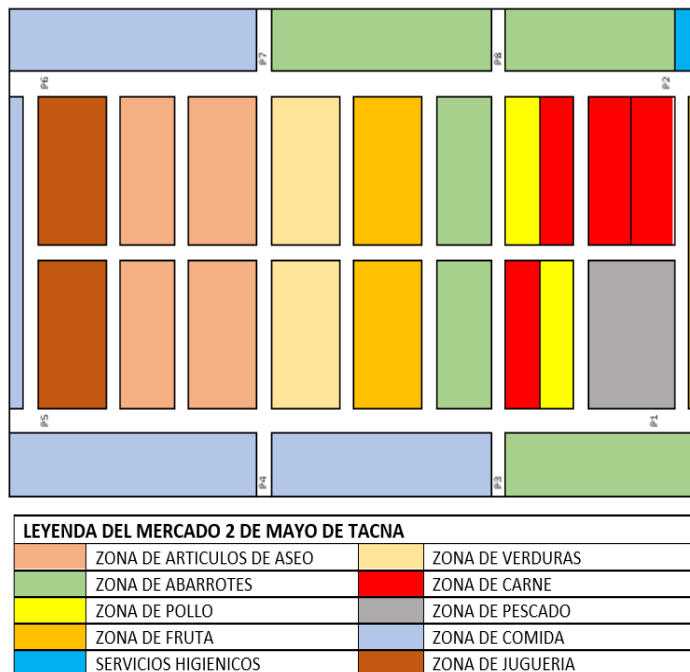 P7
P8
P6
P2
P5
P1
P4
P3
LEYENDA DEL MERCADO 2 DE MAYO DE TACNA
ZONA DE ARTICULOS DE ASEO ZONA DE VERDURAS
ZONA DE ABARROTES ZONA DE CARNE
ZONA DE POLLO ZONA DE PESCADO
ZONA DE FRUTA ZONA DE COMIDA
SERVICIOS HIGIENICOS ZONA DE JUGUERIA